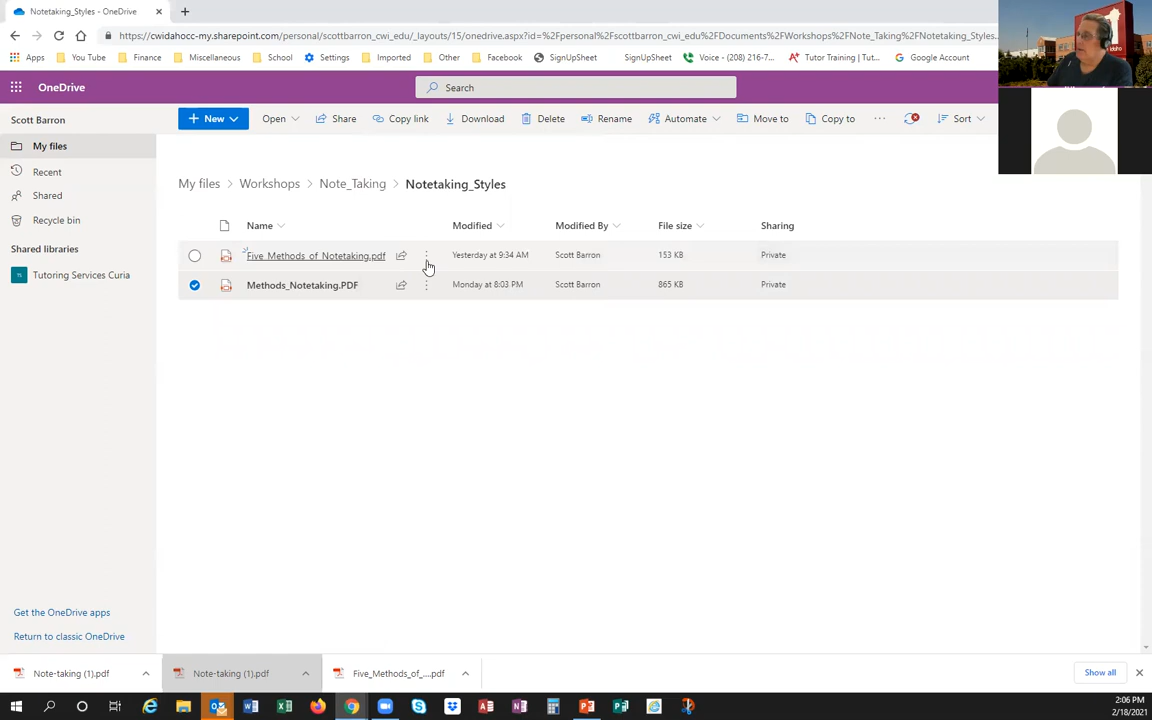 Notetaking_Styles - OneDrive
https://cwidahocc-my.sharepoint.com/personal/scottbarron_cwi_edu/_layouts/15/onedrive.aspx?id=%2Fpersonal%2Fscottbarron_cwi_edu%2FDocuments%2FWorkshops%2FNote_Taking%2FNotetaking_Styles...
Apps You Tube Finance Miscellaneous School Settings Imported Other Facebook SignUpSheet SignUpSheet Voice - (208) 216-7... Tutor Training | Tut... Google Account
OneDrive Search
Scott Barron
New Open Share Copy link Download Delete Rename Automate Move to Copy to ... Sort
My files
Recent
Shared
Recycle bin
Shared libraries
TS Tutoring Services Curia
My files > Workshops > Note_Taking > Notetaking_Styles
Name Modified Modified By File size Sharing
Five_Methods_of_Notetaking.pdf Yesterday at 9:34 AM Scott Barron 153 KB Private
Methods_Notetaking.PDF Monday at 8:03 PM Scott Barron 865 KB Private
Get the OneDrive apps
Return to classic OneDrive
Note-taking (1).pdf Note-taking (1).pdf Five_Methods_of_....pdf Show all
2:06 PM
2/18/2021